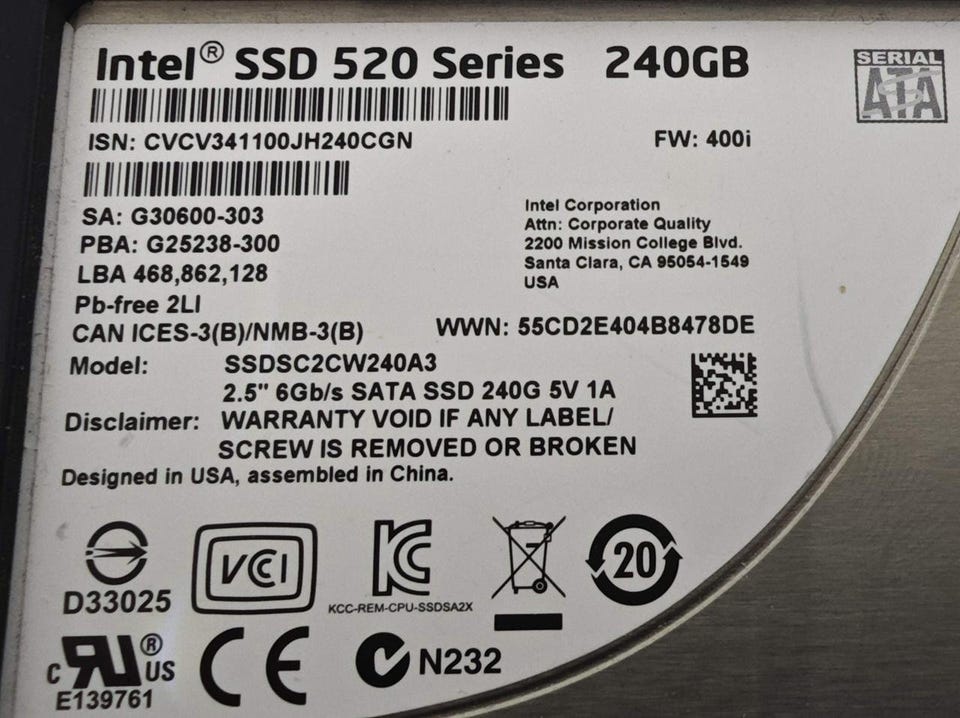 Intel® SSD 520 Series 240GB
SERIAL
ATA
ISN: CVCV341100JH240CGN FW: 400i
SA: G30600-303
PBA: G25238-300
LBA 468,862,128
Pb-free 2LI
CAN ICES-3(B)/NMB-3(B)
Intel Corporation
Attn: Corporate Quality
2200 Mission College Blvd.
Santa Clara, CA 95054-1549
USA
WWN: 55CD2E404B8478DE
Model: SSDSC2CW240A3
2.5" 6Gb/s SATA SSD 240G 5V 1A
Disclaimer: WARRANTY VOID IF ANY LABEL/
SCREW IS REMOVED OR BROKEN
Designed in USA, assembled in China.
D33025
VCI
KC
KCC-REM-CPU-SSDSA2X
20
c RU® US
E139761
CE
N232